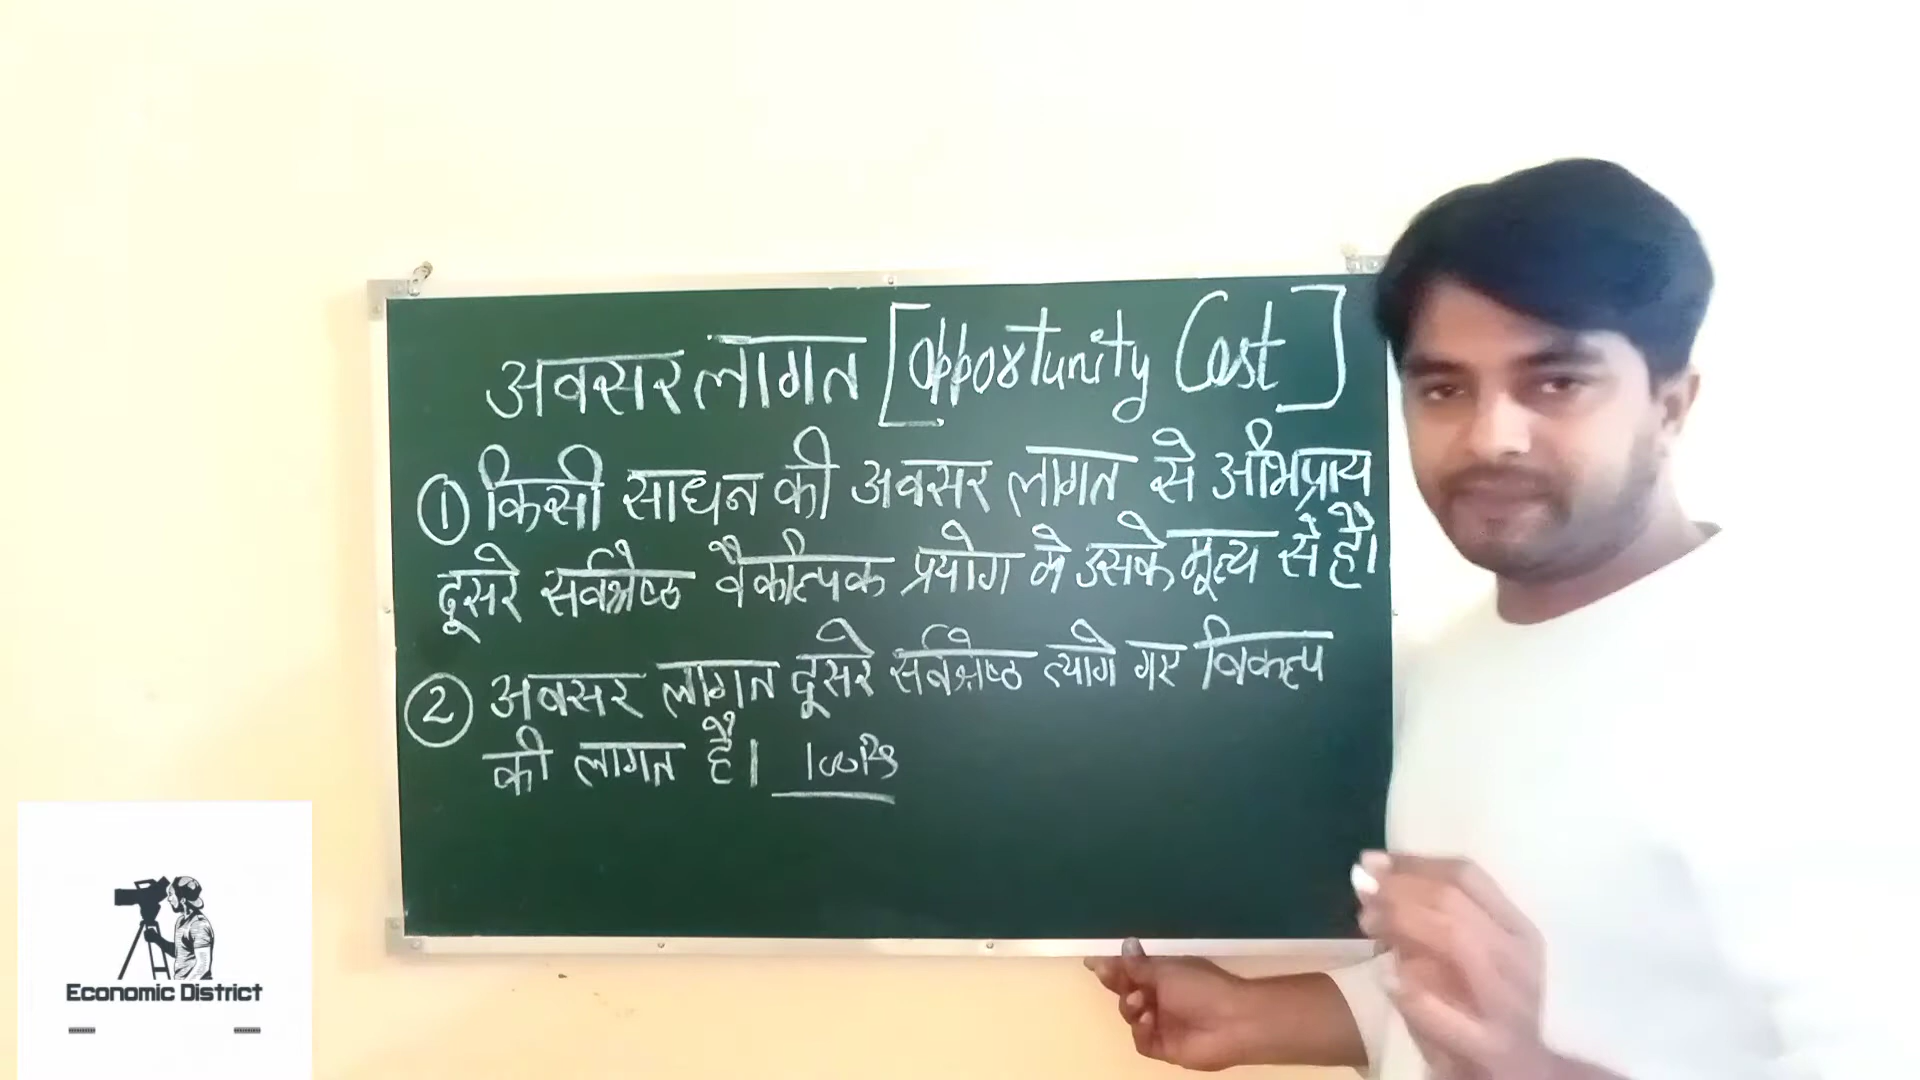 अवसर लागत [Opportunity Cost]
① किसी साधन की अवसर लागत से अभिप्राय
दूसरे सर्वश्रेष्ठ वैकल्पिक प्रयोग मे उसके मूल्य से है।
② अवसर लागत दूसरे सर्वश्रेष्ठ त्यागे गए विकल्प
की लागत है।
Economic District